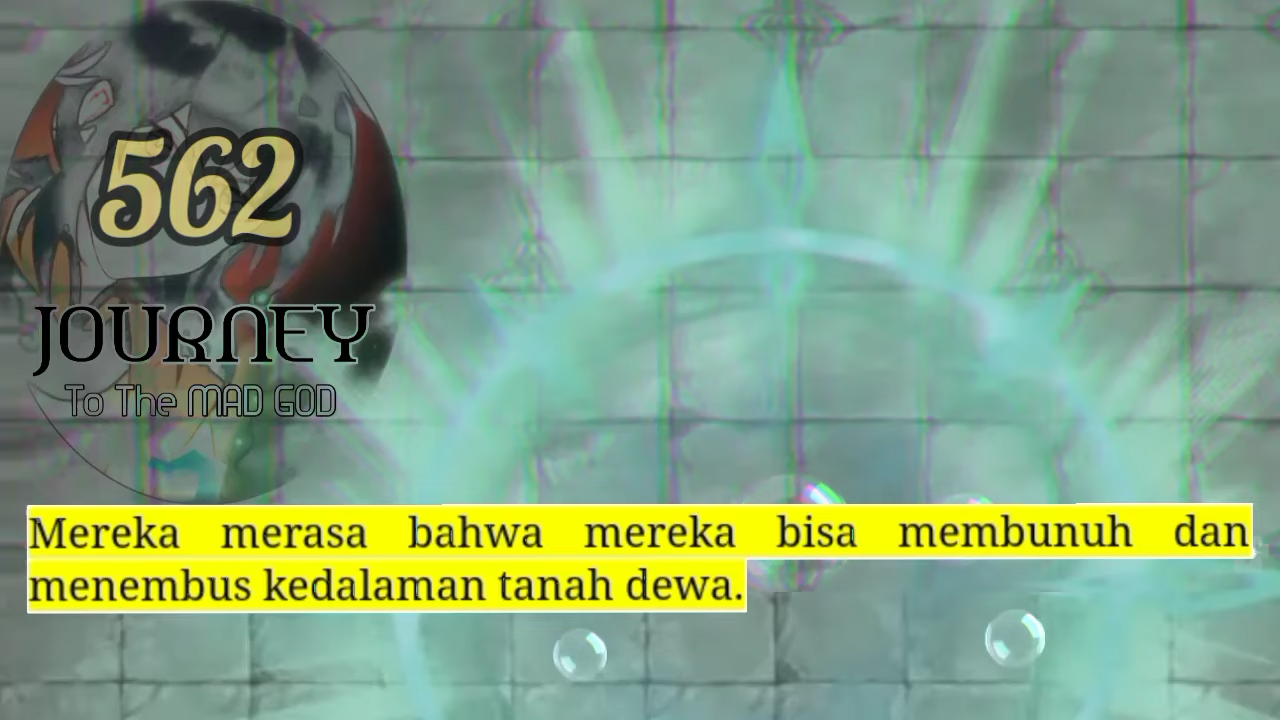 562
JOURNEY
To The MAD GOD
Mereka merasa bahwa mereka bisa membunuh dan
menembus kedalaman tanah dewa.